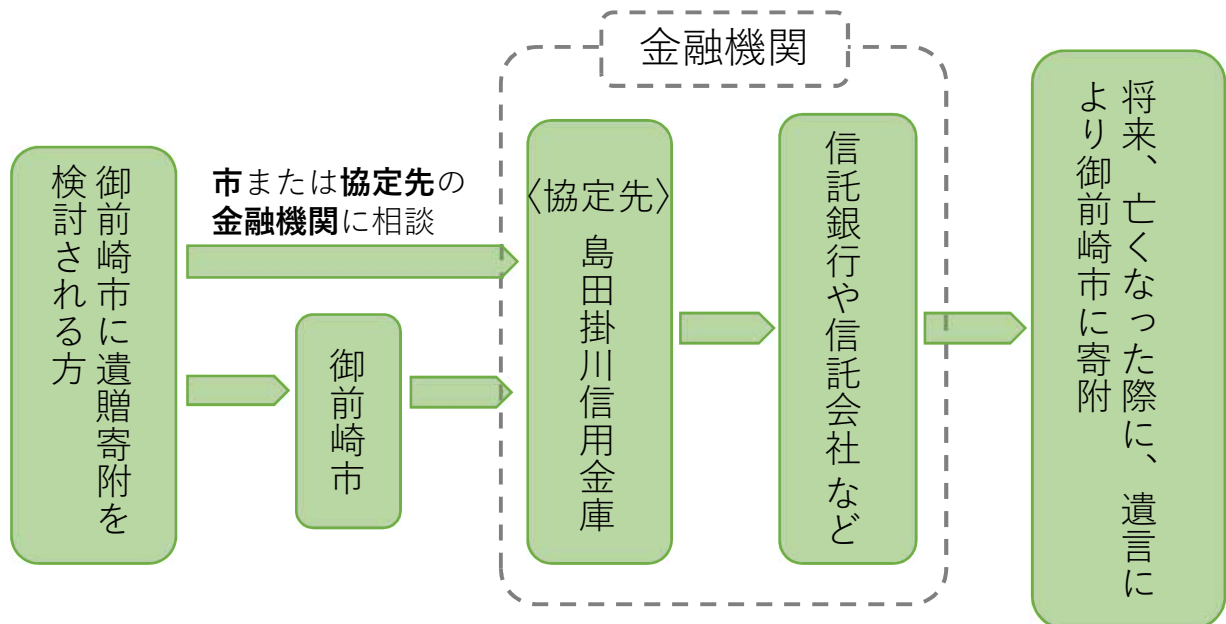 御前崎市に遺贈寄附を
検討される方
市または協定先の
金融機関に相談
御前崎市
金融機関
〈協定先〉
島田掛川信用金庫
信託銀行や信託会社など
将来、亡くなった際に、遺言に
より御前崎市に寄附